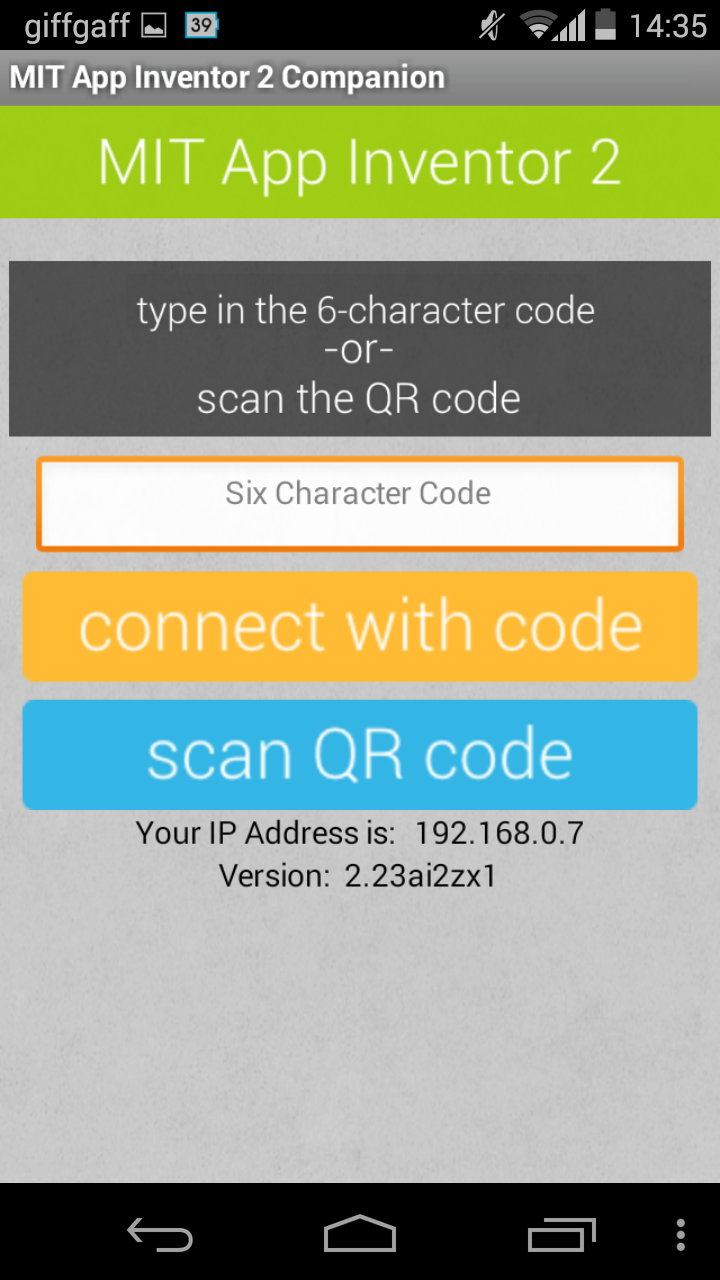 giffgaff 39 14:35
MIT App Inventor 2 Companion
MIT App Inventor 2
type in the 6-character code
-or-
scan the QR code
Six Character Code
connect with code
scan QR code
Your IP Address is: 192.168.0.7
Version: 2.23ai2zx1